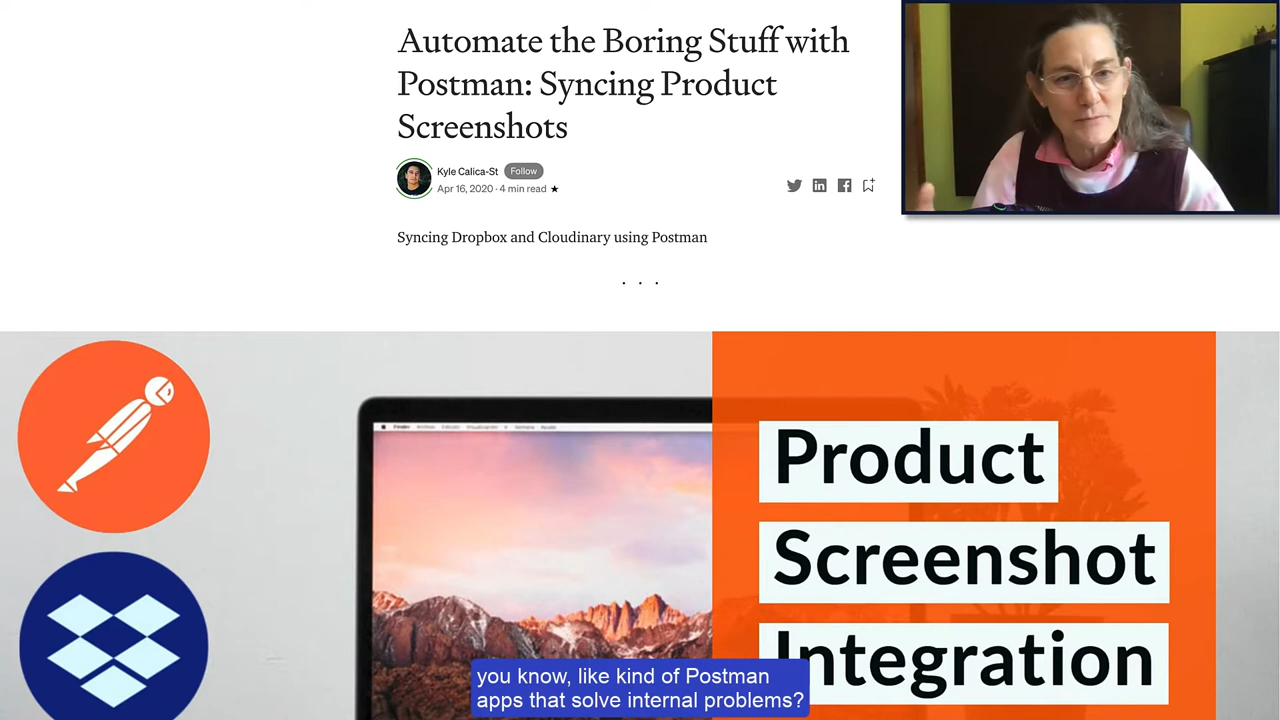 Automate the Boring Stuff with
Postman: Syncing Product
Screenshots
Kyle Calica-St Follow
Apr 16, 2020 · 4 min read ★
Syncing Dropbox and Cloudinary using Postman
. . .
Finder
Product
Screenshot
Integration
you know, like kind of Postman
apps that solve internal problems?